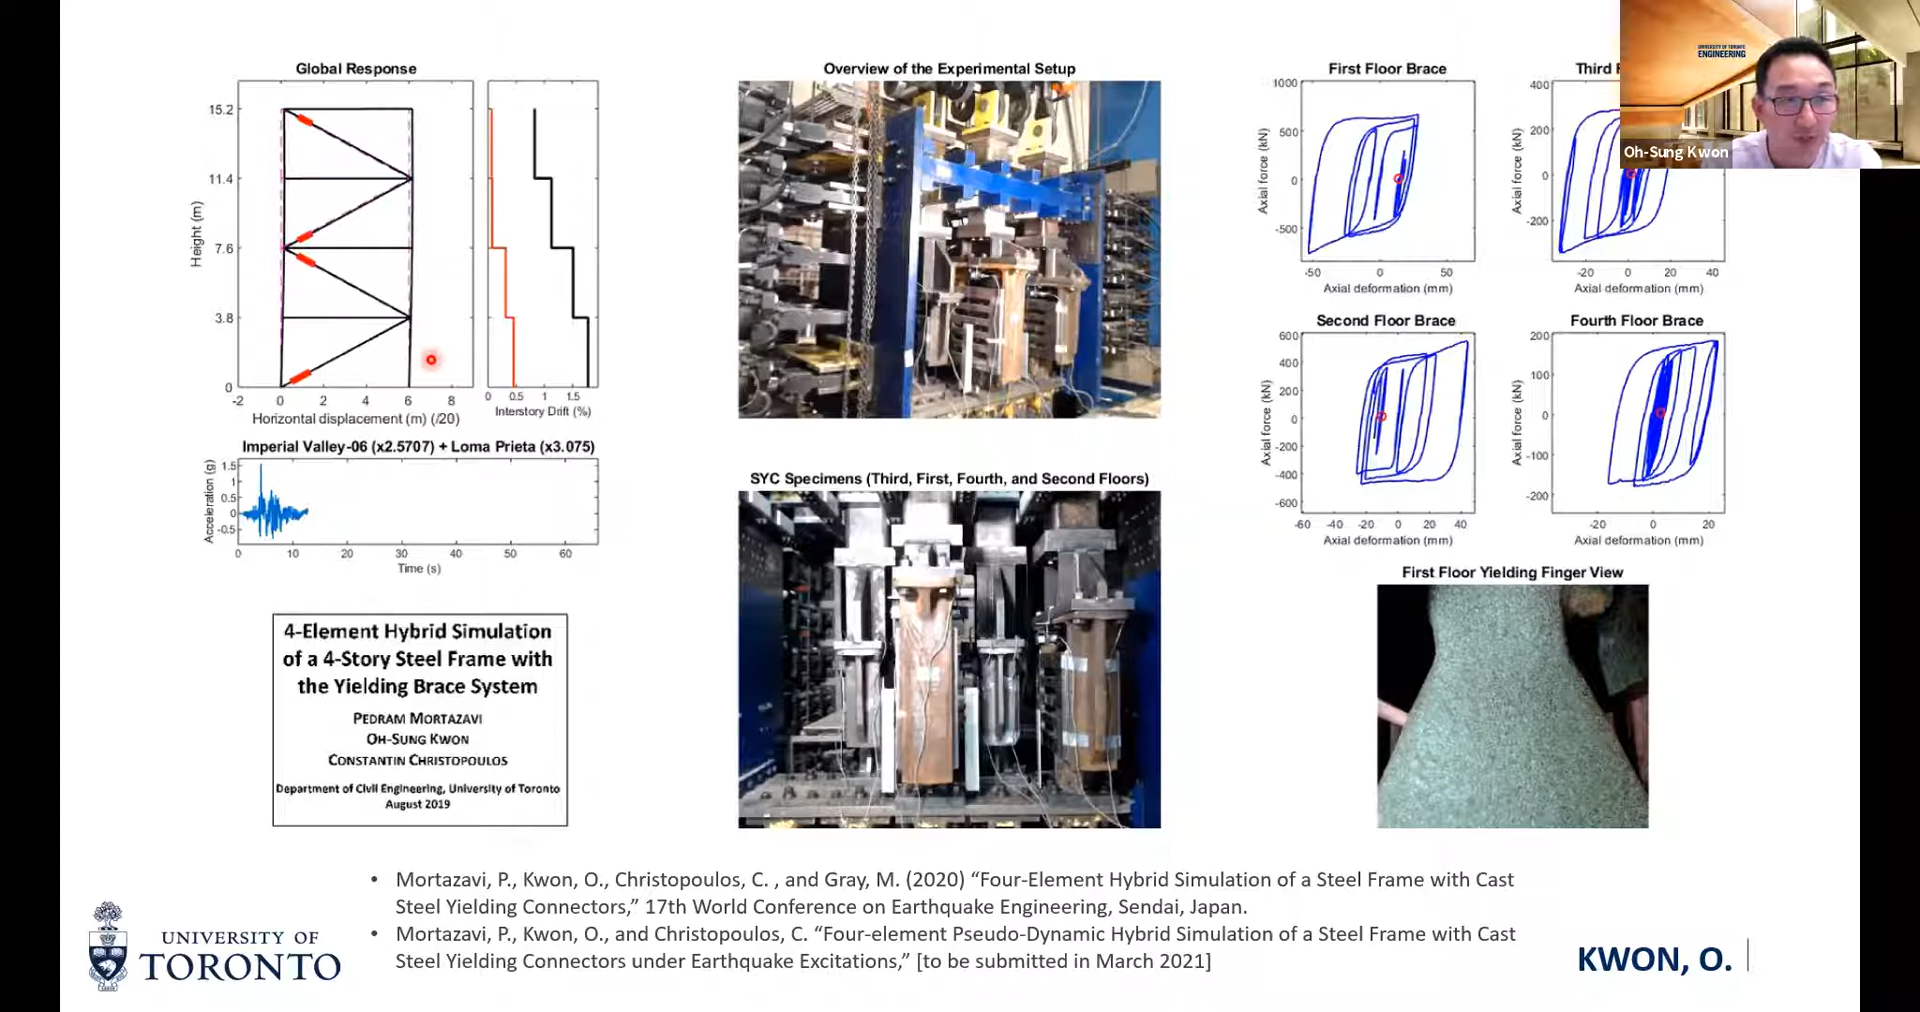 Global Response
15.2
11.4
7.6
3.8
0
Height (m)
-2 0 2 4 6 8
Horizontal displacement (m) (/20)
0 0.5 1 1.5
Interstory Drift (%)
Imperial Valley-06 (x2.5707) + Loma Prieta (x3.075)
1.5
1
0.5
0
-0.5
Acceleration (g)
0 10 20 30 40 50 60
Time (s)
4-Element Hybrid Simulation
of a 4-Story Steel Frame with
the Yielding Brace System
PEDRAM MORTAZAVI
OH-SUNG KWON
CONSTANTIN CHRISTOPOULOS
Department of Civil Engineering, University of Toronto
August 2019
Overview of the Experimental Setup
SYC Specimens (Third, First, Fourth, and Second Floors)
First Floor Brace
1000
500
0
-500
Axial force (kN)
-50 0 50
Axial deformation (mm)
Third
400
200
0
-200
Axial force (kN)
-20 0 20 40
Axial deformation (mm)
UNIVERSITY OF TORONTO
ENGINEERING
Oh-Sung Kwon
Second Floor Brace
600
400
200
0
-200
-400
-600
Axial force (kN)
-60 -40 -20 0 20 40
Axial deformation (mm)
Fourth Floor Brace
200
100
0
-100
-200
Axial force (kN)
-20 0 20
Axial deformation (mm)
First Floor Yielding Finger View
• Mortazavi, P., Kwon, O., Christopoulos, C. , and Gray, M. (2020) “Four-Element Hybrid Simulation of a Steel Frame with Cast
Steel Yielding Connectors,” 17th World Conference on Earthquake Engineering, Sendai, Japan.
• Mortazavi, P., Kwon, O., and Christopoulos, C. “Four-element Pseudo-Dynamic Hybrid Simulation of a Steel Frame with Cast
Steel Yielding Connectors under Earthquake Excitations,” [to be submitted in March 2021]
UNIVERSITY OF
TORONTO
KWON, O.